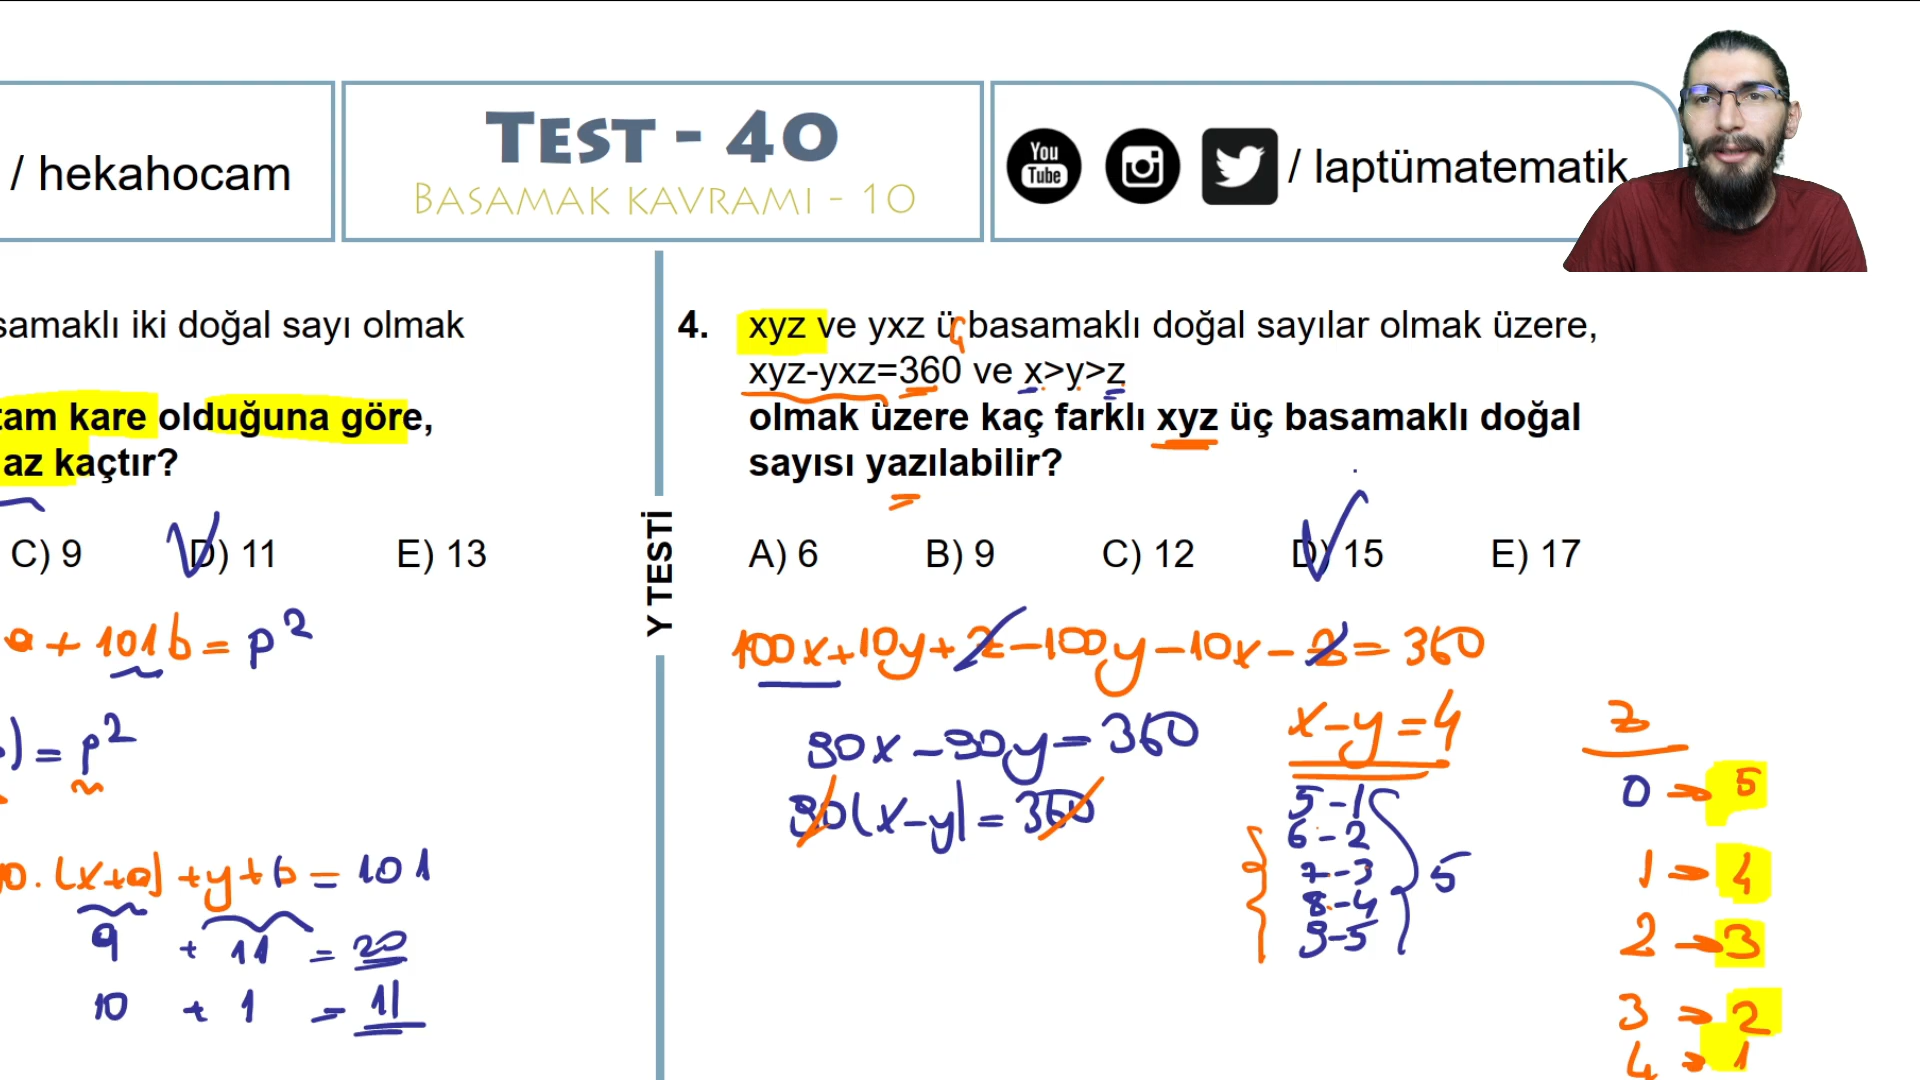 / hekahocam
TEST - 40
BASAMAK KAVRAMI - 10
You Tube
/ laptümatematik
samaklı iki doğal sayı olmak
tam kare olduğuna göre,
az kaçtır?
C) 9 D) 11 E) 13
a + 101b = p²
) = p²
0. (x+a) + y+b = 101
9 + 11 = 20
10 + 1 = 11
Y TESTİ
4. xyz ve yxz üç basamaklı doğal sayılar olmak üzere,
xyz-yxz=360 ve x>y>z
olmak üzere kaç farklı xyz üç basamaklı doğal
sayısı yazılabilir?
A) 6 B) 9 C) 12 D) 15 E) 17
100x+10y+z-100y-10x-z=360
90x-90y=360
90(x-y)=360
x-y=4
5-1
6-2
7-3
8-4
9-5
5
z
0 → 5
1 → 4
2 → 3
3 → 2
4 → 1